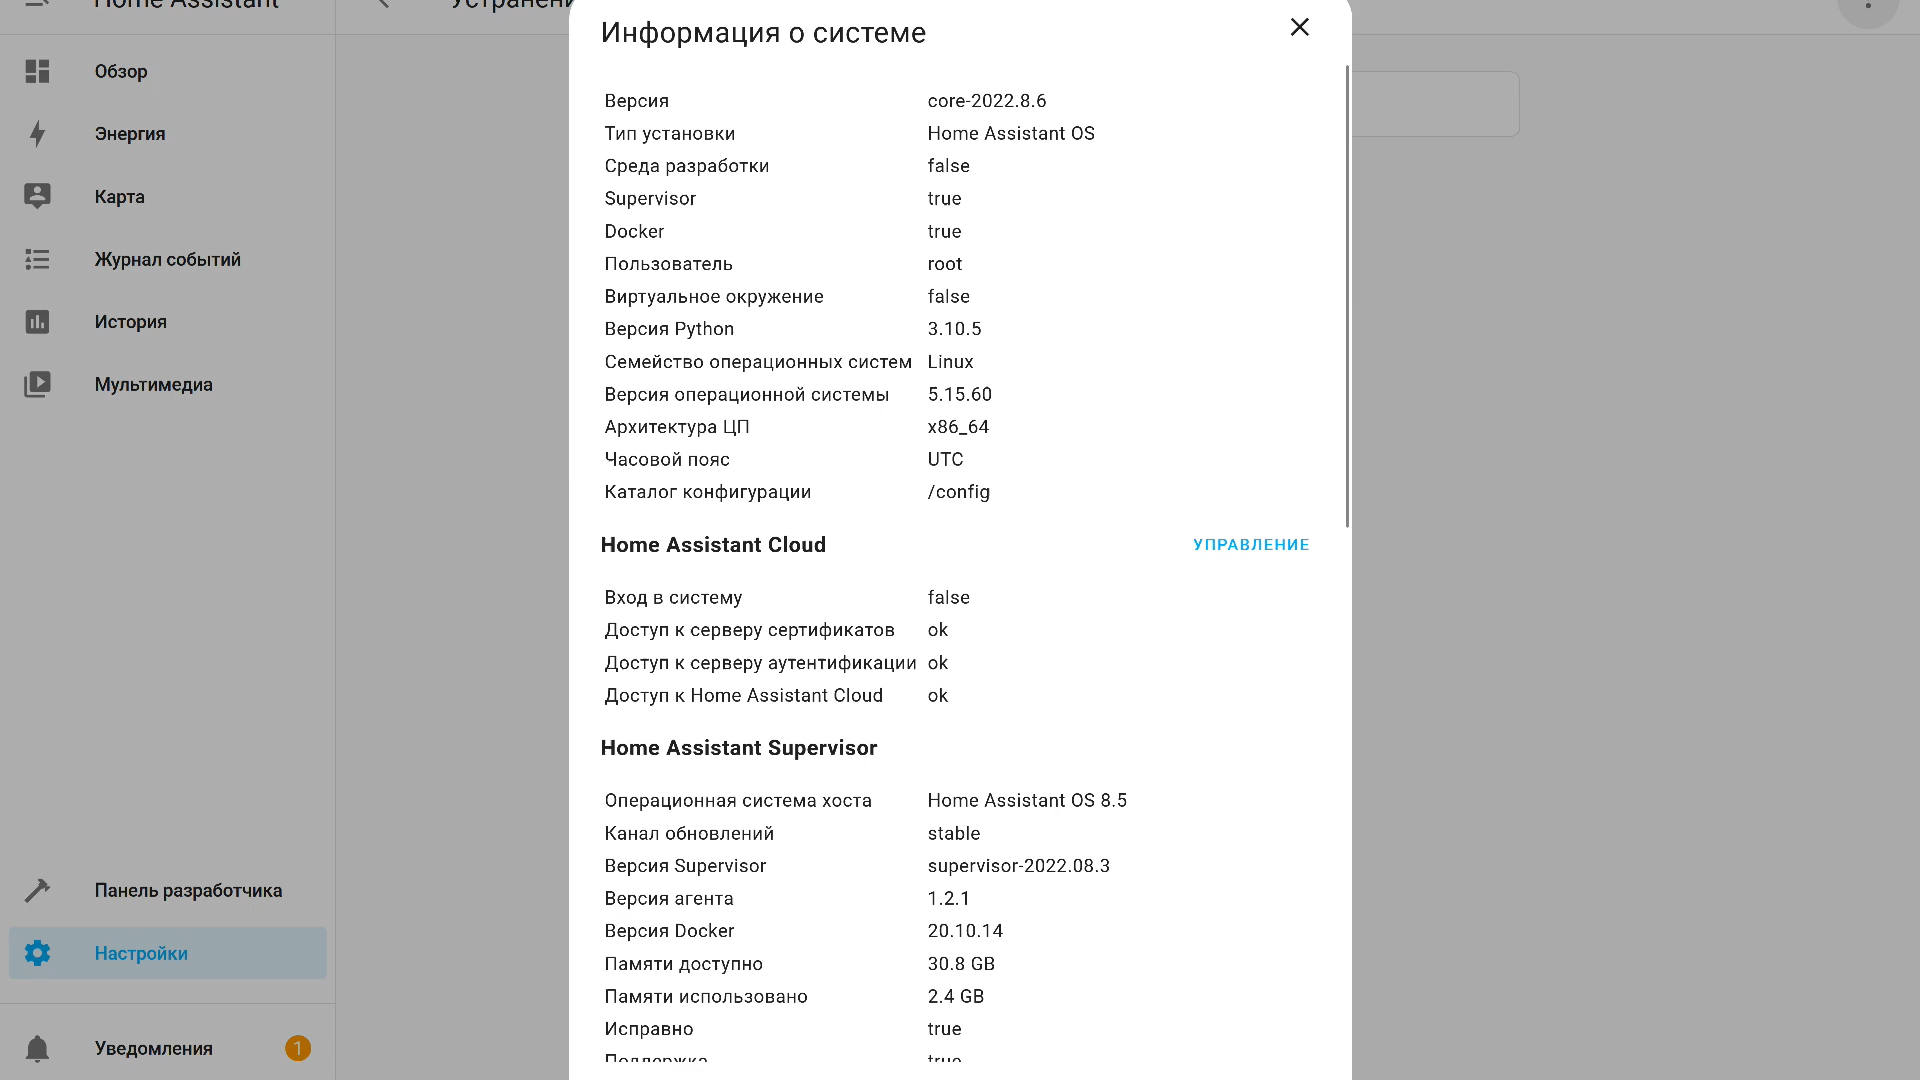 Home Assistant
Обзор
Энергия
Карта
Журнал событий
История
Мультимедиа
Панель разработчика
Настройки
Уведомления
1
Информация о системе
Версия core-2022.8.6
Тип установки Home Assistant OS
Среда разработки false
Supervisor true
Docker true
Пользователь root
Виртуальное окружение false
Версия Python 3.10.5
Семейство операционных систем Linux
Версия операционной системы 5.15.60
Архитектура ЦП x86_64
Часовой пояс UTC
Каталог конфигурации /config
Home Assistant Cloud
УПРАВЛЕНИЕ
Вход в систему false
Доступ к серверу сертификатов ok
Доступ к серверу аутентификации ok
Доступ к Home Assistant Cloud ok
Home Assistant Supervisor
Операционная система хоста Home Assistant OS 8.5
Канал обновлений stable
Версия Supervisor supervisor-2022.08.3
Версия агента 1.2.1
Версия Docker 20.10.14
Памяти доступно 30.8 GB
Памяти использовано 2.4 GB
Исправно true
Поддержка true